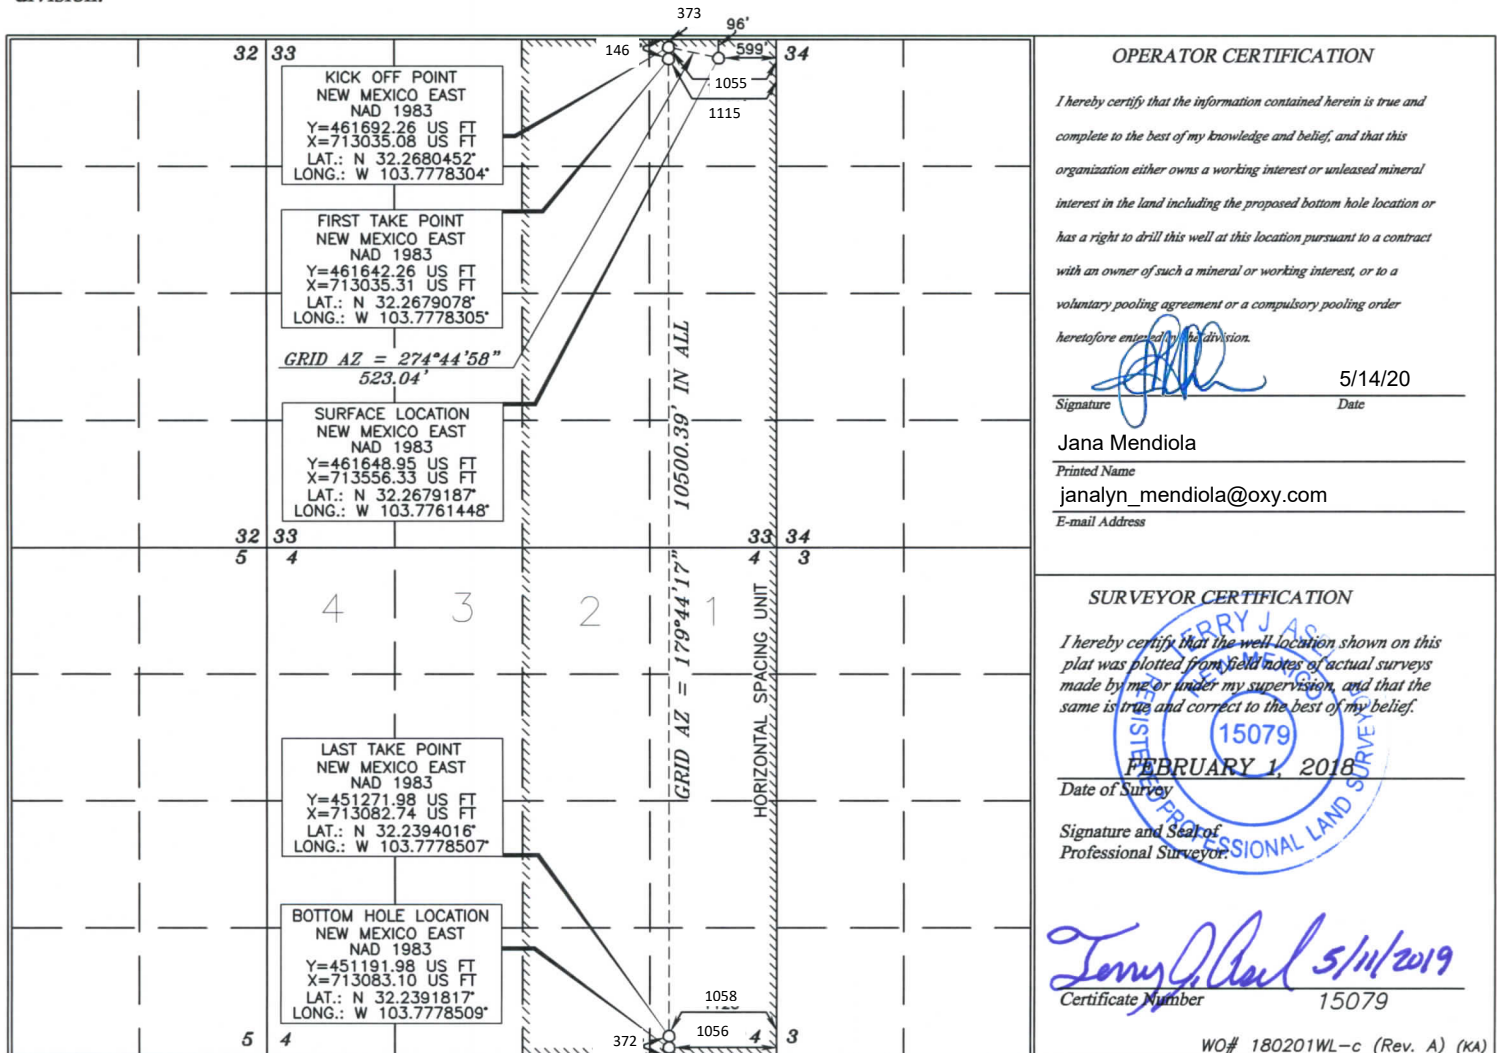 division.
373
96'
146
599'
1055
1115
32 33
34
KICK OFF POINT
NEW MEXICO EAST
NAD 1983
Y=461692.26 US FT
X=713035.08 US FT
LAT.: N 32.2680452°
LONG.: W 103.7778304°
FIRST TAKE POINT
NEW MEXICO EAST
NAD 1983
Y=461642.26 US FT
X=713035.31 US FT
LAT.: N 32.2679078°
LONG.: W 103.7778305°
GRID AZ = 274°44'58"
523.04'
SURFACE LOCATION
NEW MEXICO EAST
NAD 1983
Y=461648.95 US FT
X=713556.33 US FT
LAT.: N 32.2679187°
LONG.: W 103.7761448°
10500.39' IN ALL
32 33
33 34
5 4
4 3
4 3 2 1
GRID AZ = 179°44'17"
HORIZONTAL SPACING UNIT
LAST TAKE POINT
NEW MEXICO EAST
NAD 1983
Y=451271.98 US FT
X=713082.74 US FT
LAT.: N 32.2394016°
LONG.: W 103.7778507°
BOTTOM HOLE LOCATION
NEW MEXICO EAST
NAD 1983
Y=451191.98 US FT
X=713083.10 US FT
LAT.: N 32.2391817°
LONG.: W 103.7778509°
1058
1056
372
5 4
4 3
OPERATOR CERTIFICATION
I hereby certify that the information contained herein is true and
complete to the best of my knowledge and belief, and that this
organization either owns a working interest or unleased mineral
interest in the land including the proposed bottom hole location or
has a right to drill this well at this location pursuant to a contract
with an owner of such a mineral or working interest, or to a
voluntary pooling agreement or a compulsory pooling order
heretofore entered by the division.
5/14/20
Signature Date
Jana Mendiola
Printed Name
janalyn_mendiola@oxy.com
E-mail Address
SURVEYOR CERTIFICATION
I hereby certify that the well location shown on this
plat was plotted from field notes of actual surveys
made by me or under my supervision, and that the
same is true and correct to the best of my belief.
TERRY J. ASEL
NEW MEXICO
15079
REGISTERED PROFESSIONAL LAND SURVEYOR
FEBRUARY 1, 2018
Date of Survey
Signature and Seal of
Professional Surveyor:
Terry J. Asel 5/11/2019
Certificate Number 15079
WO# 180201WL-c (Rev. A) (KA)